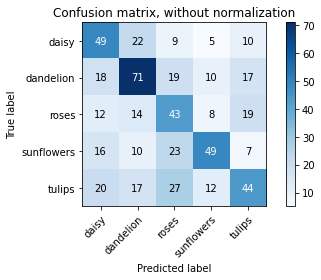 Confusion matrix, without normalization
True label
daisy 49 22 9 5 10
dandelion 18 71 19 10 17
roses 12 14 43 8 19
sunflowers 16 10 23 49 7
tulips 20 17 27 12 44
daisy dandelion roses sunflowers tulips
Predicted label
70
60
50
40
30
20
10